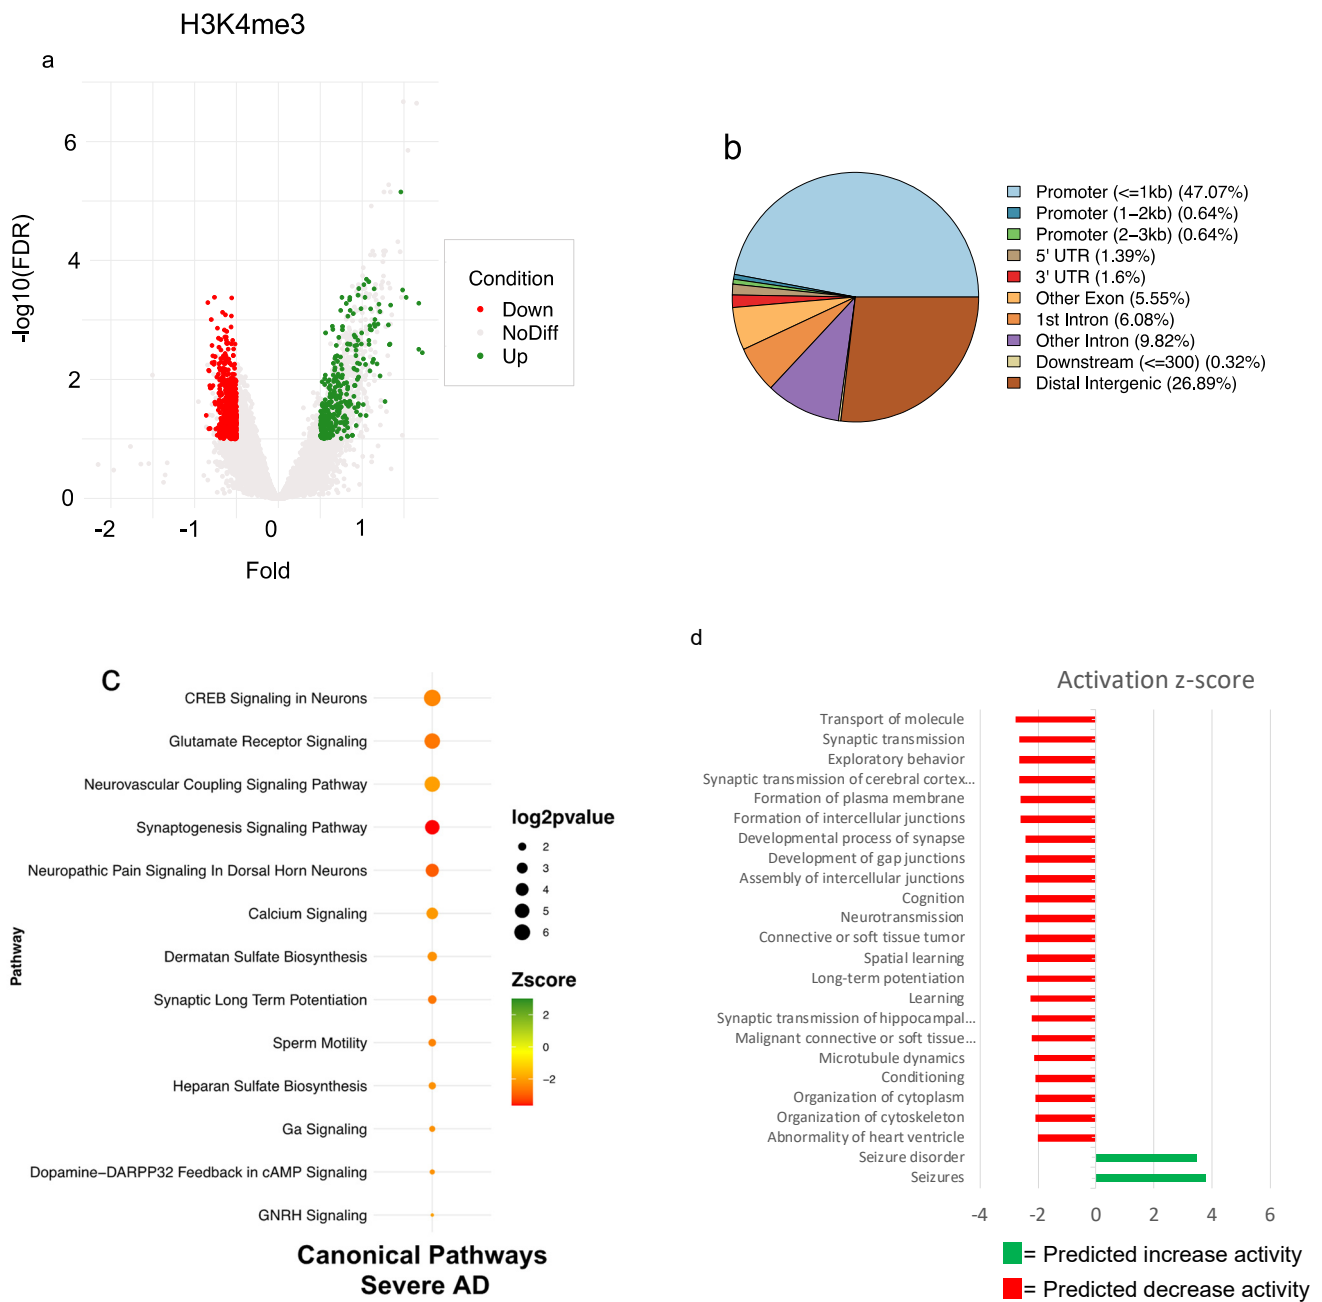 H3K4me3
a
6
4
2
0
-log10(FDR)
-2 -1 0 1
Fold
Condition
Down
NoDiff
Up
b
Promoter (<=1kb) (47.07%)
Promoter (1−2kb) (0.64%)
Promoter (2−3kb) (0.64%)
5' UTR (1.39%)
3' UTR (1.6%)
Other Exon (5.55%)
1st Intron (6.08%)
Other Intron (9.82%)
Downstream (<=300) (0.32%)
Distal Intergenic (26.89%)
c
Pathway
CREB Signaling in Neurons
Glutamate Receptor Signaling
Neurovascular Coupling Signaling Pathway
Synaptogenesis Signaling Pathway
Neuropathic Pain Signaling In Dorsal Horn Neurons
Calcium Signaling
Dermatan Sulfate Biosynthesis
Synaptic Long Term Potentiation
Sperm Motility
Heparan Sulfate Biosynthesis
Ga Signaling
Dopamine−DARPP32 Feedback in cAMP Signaling
GNRH Signaling
Canonical Pathways
Severe AD
log2pvalue
2
3
4
5
6
Zscore
2
0
−2
d
Activation z-score
Transport of molecule
Synaptic transmission
Exploratory behavior
Synaptic transmission of cerebral cortex...
Formation of plasma membrane
Formation of intercellular junctions
Developmental process of synapse
Development of gap junctions
Assembly of intercellular junctions
Cognition
Neurotransmission
Connective or soft tissue tumor
Spatial learning
Long-term potentiation
Learning
Synaptic transmission of hippocampal...
Malignant connective or soft tissue...
Microtubule dynamics
Conditioning
Organization of cytoplasm
Organization of cytoskeleton
Abnormality of heart ventricle
Seizure disorder
Seizures
-4 -2 0 2 4 6
= Predicted increase activity
= Predicted decrease activity